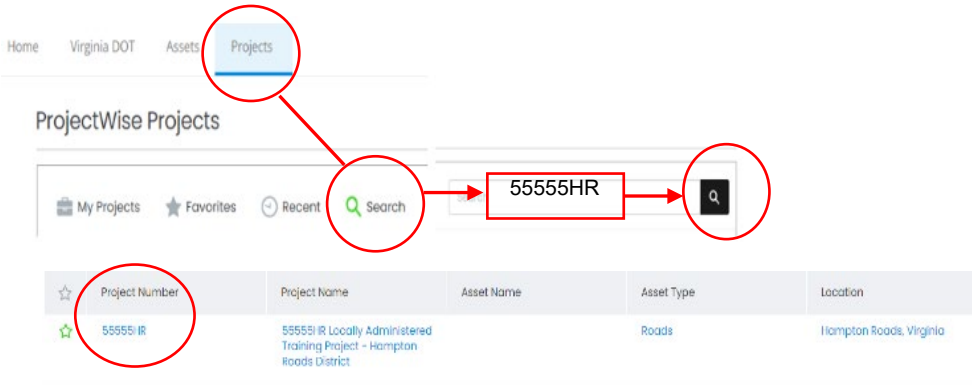 Home Virginia DOT Assets Projects
ProjectWise Projects
My Projects Favorites Recent Search
55555HR
Project Number Project Name Asset Name Asset Type Location
55555HR 55555HR Locally Administered Roads Hampton Roads, Virginia
Training Project - Hampton
Roads District